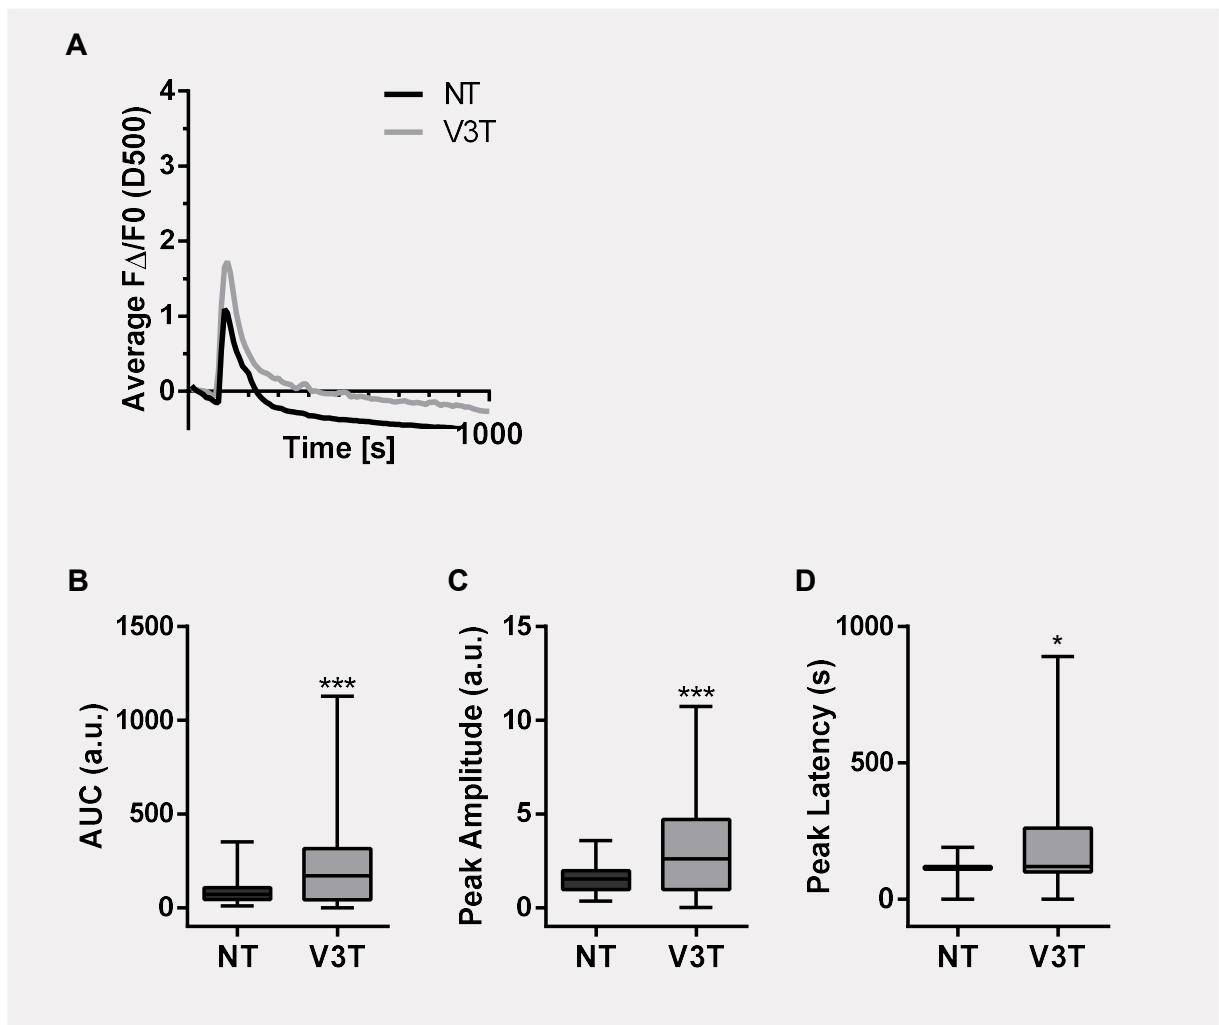 A
NT
V3T
4
3
2
1
0
Average F∆/F0 (D500)
1000
Time [s]
B
C
D
1500
1000
500
0
AUC (a.u.)
***
NT
V3T
15
10
5
0
Peak Amplitude (a.u.)
***
NT
V3T
1000
500
0
Peak Latency (s)
*
NT
V3T